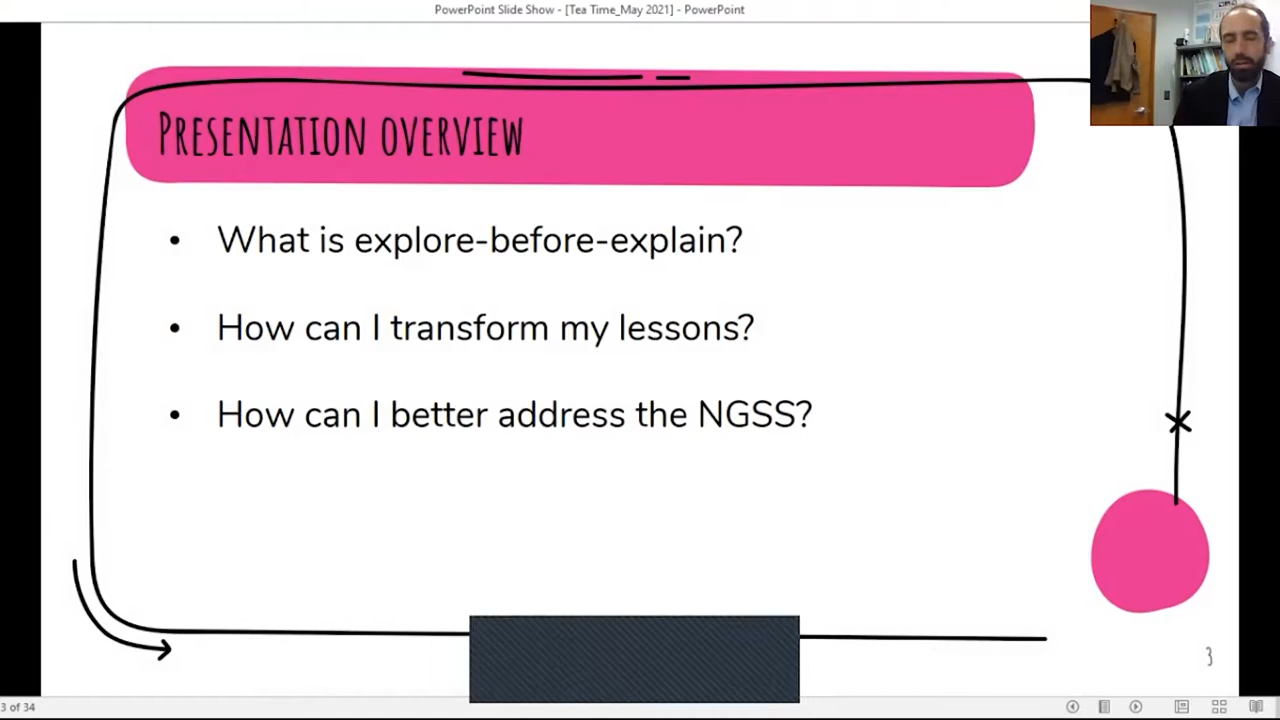 PowerPoint Slide Show - [Tea Time_May 2021] - PowerPoint
PRESENTATION OVERVIEW
• What is explore-before-explain?
• How can I transform my lessons?
• How can I better address the NGSS?
3
3 of 34